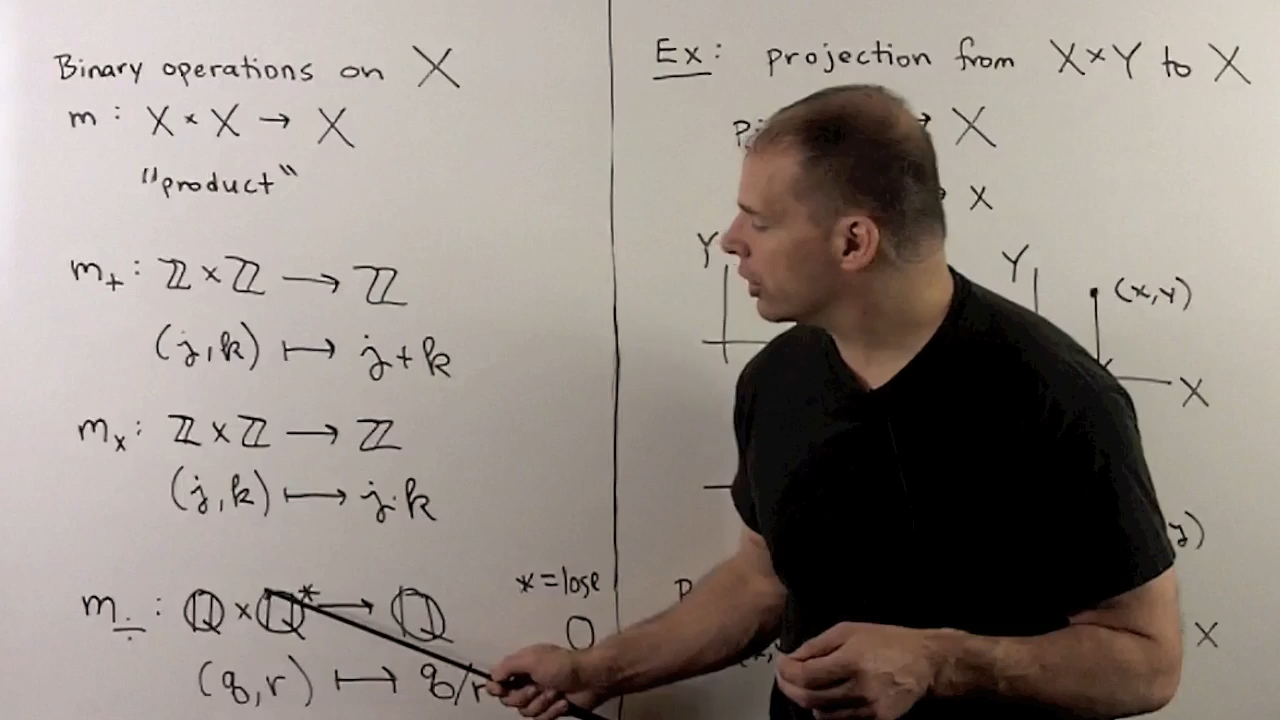 Binary operations on X
m : X × X → X
"product"
m₊ : ℤ × ℤ ⟶ ℤ
(j,k) ⟼ j+k
mₓ : ℤ × ℤ ⟶ ℤ
(j,k) ⟼ j·k
* = lose
0
m÷ : ℚ × ℚ* ⟶ ℚ
(q,r) ⟼ q/r
Ex: projection from X×Y to X
→ X
x
Y
Y
(x,y)
X
y)
x